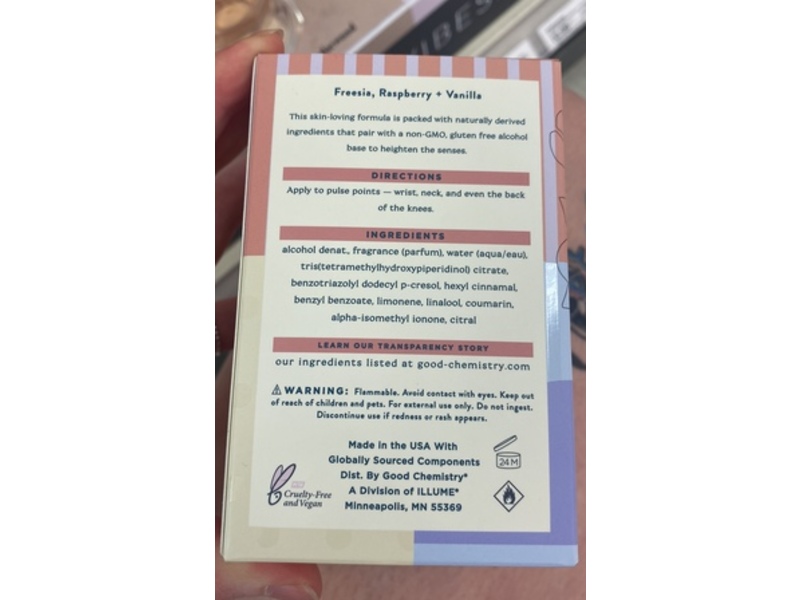 UBES
Freesia, Raspberry + Vanilla
This skin-loving formula is packed with naturally derived
ingredients that pair with a non-GMO, gluten free alcohol
base to heighten the senses.
DIRECTIONS
Apply to pulse points — wrist, neck, and even the back
of the knees.
INGREDIENTS
alcohol denat., fragrance (parfum), water (aqua/eau),
tris(tetramethylhydroxypiperidinol) citrate,
benzotriazolyl dodecyl p-cresol, hexyl cinnamal,
benzyl benzoate, limonene, linalool, coumarin,
alpha-isomethyl ionone, citral
LEARN OUR TRANSPARENCY STORY
our ingredients listed at good-chemistry.com
WARNING: Flammable. Avoid contact with eyes. Keep out
of reach of children and pets. For external use only. Do not ingest.
Discontinue use if redness or rash appears.
Made in the USA With
Globally Sourced Components
Dist. By Good Chemistry®
A Division of ILLUME®
Minneapolis, MN 55369
Cruelty-Free
and Vegan
24 M